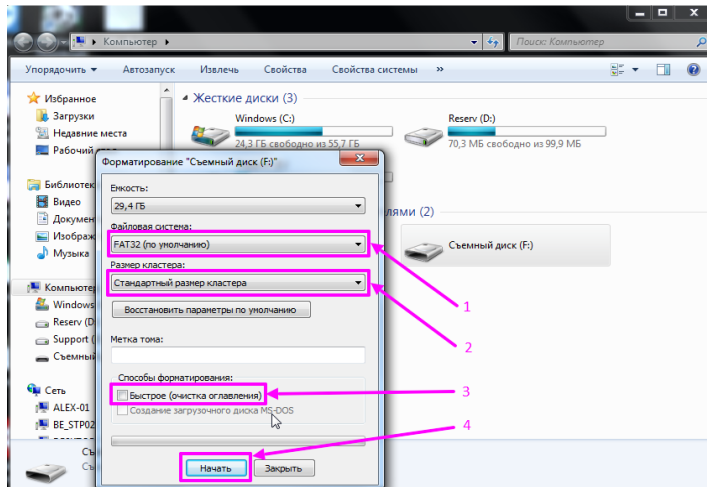 Компьютер
Поиск: Компьютер
Упорядочить
Автозапуск
Извлечь
Свойства
Свойства системы
»
Избранное
Загрузки
Недавние места
Рабочий
Библиотек
Видео
Докумен
Изображ
Музыка
Компьютер
Windows
Reserv (D
Support (
Съемный
Сеть
ALEX-01
BE_STP02
Жесткие диски (3)
Windows (C:)
24,3 ГБ свободно из 55,7 ГБ
Reserv (D:)
70,3 МБ свободно из 99,9 МБ
лями (2)
Съемный диск (F:)
Форматирование "Съемный диск (F:)"
Емкость:
29,4 ГБ
Файловая система:
FAT32 (по умолчанию)
Размер кластера:
Стандартный размер кластера
Восстановить параметры по умолчанию
Метка тома:
Способы форматирования:
Быстрое (очистка оглавления)
Создание загрузочного диска MS-DOS
Начать
Закрыть
1
2
3
4